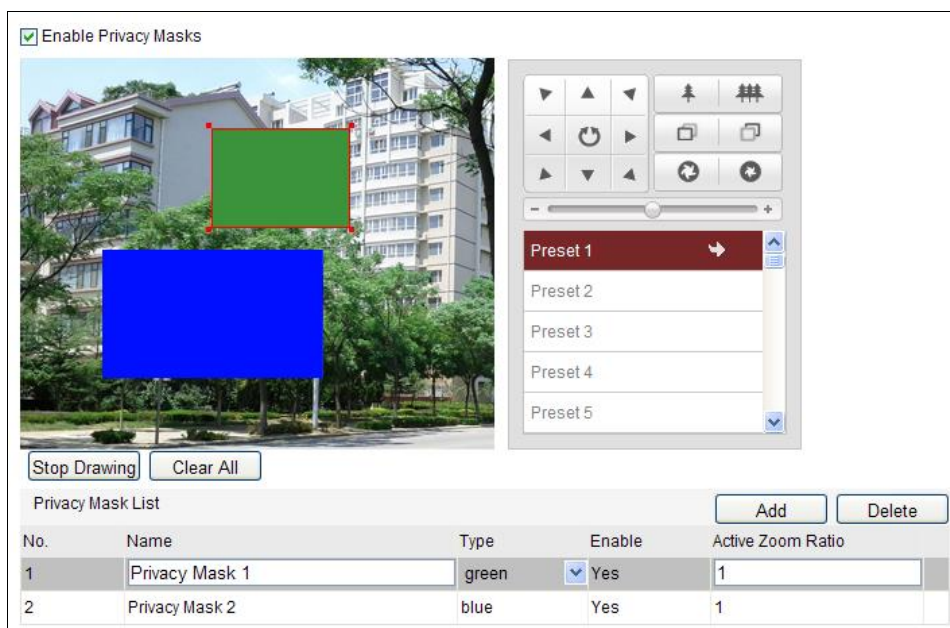 Enable Privacy Masks
Preset 1
Preset 2
Preset 3
Preset 4
Preset 5
Stop Drawing Clear All
Privacy Mask List Add Delete
No. Name Type Enable Active Zoom Ratio
1 Privacy Mask 1 green Yes 1
2 Privacy Mask 2 blue Yes 1